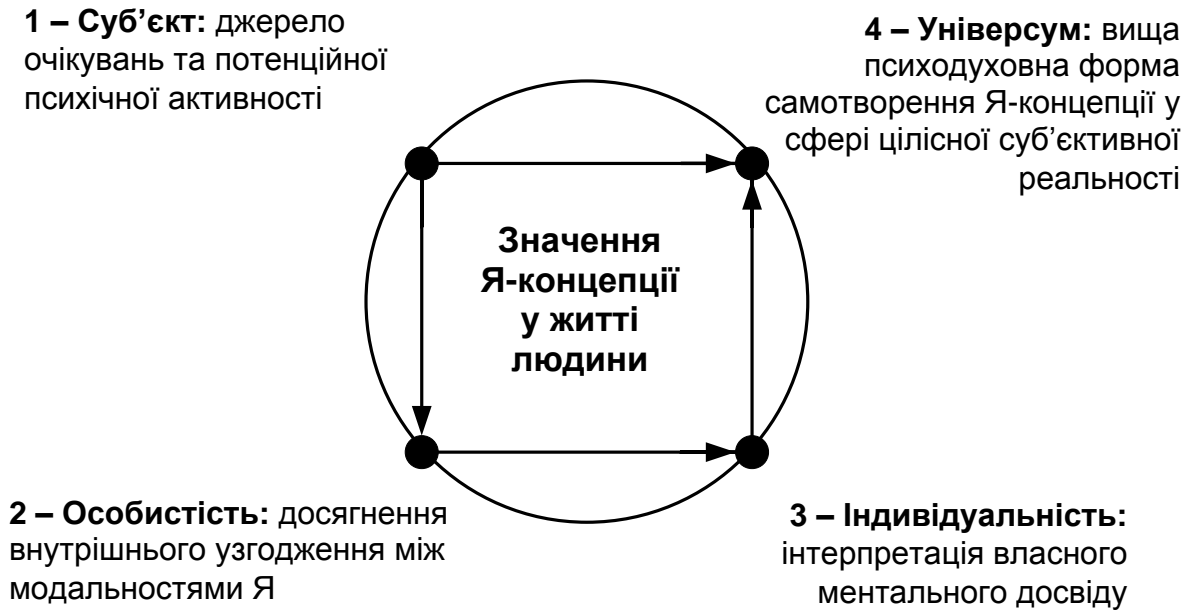 1 – Суб’єкт: джерело
очікувань та потенційної
психічної активності
4 – Універсум: вища
психодуховна форма
самотворення Я-концепції у
сфері цілісної суб’єктивної
реальності
Значення
Я-концепції
у житті
людини
2 – Особистість: досягнення
внутрішнього узгодження між
модальностями Я
3 – Індивідуальність:
інтерпретація власного
ментального досвіду